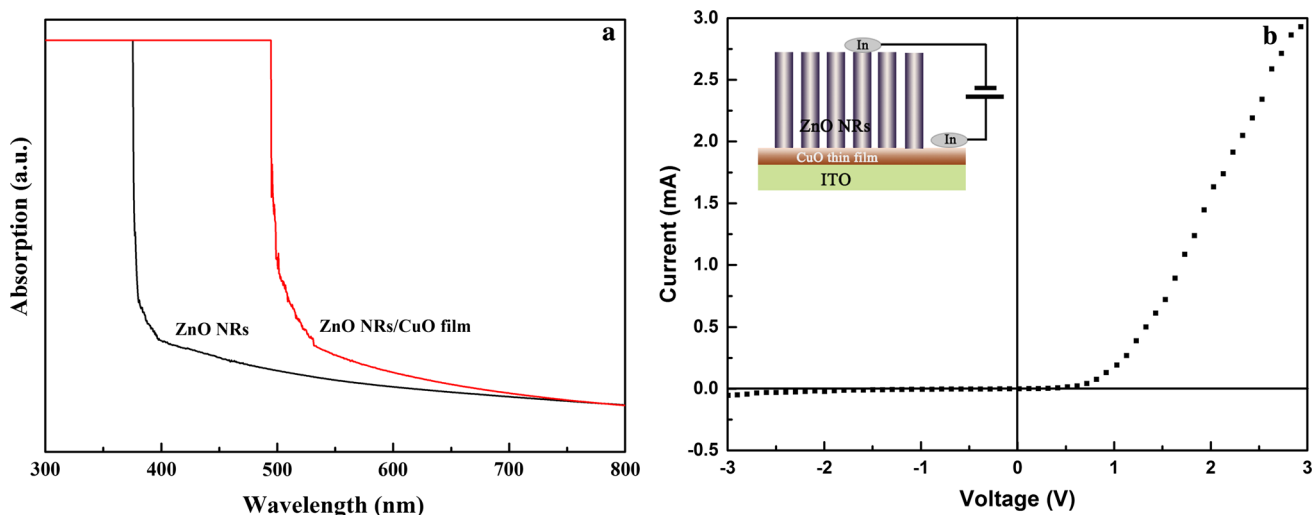 a
Absorption (a.u.)
ZnO NRs
ZnO NRs/CuO film
300 400 500 600 700 800
Wavelength (nm)
b
3.0
2.5
2.0
1.5
1.0
0.5
0.0
-0.5
Current (mA)
In
ZnO NRs
In
CuO thin film
ITO
-3 -2 -1 0 1 2 3
Voltage (V)